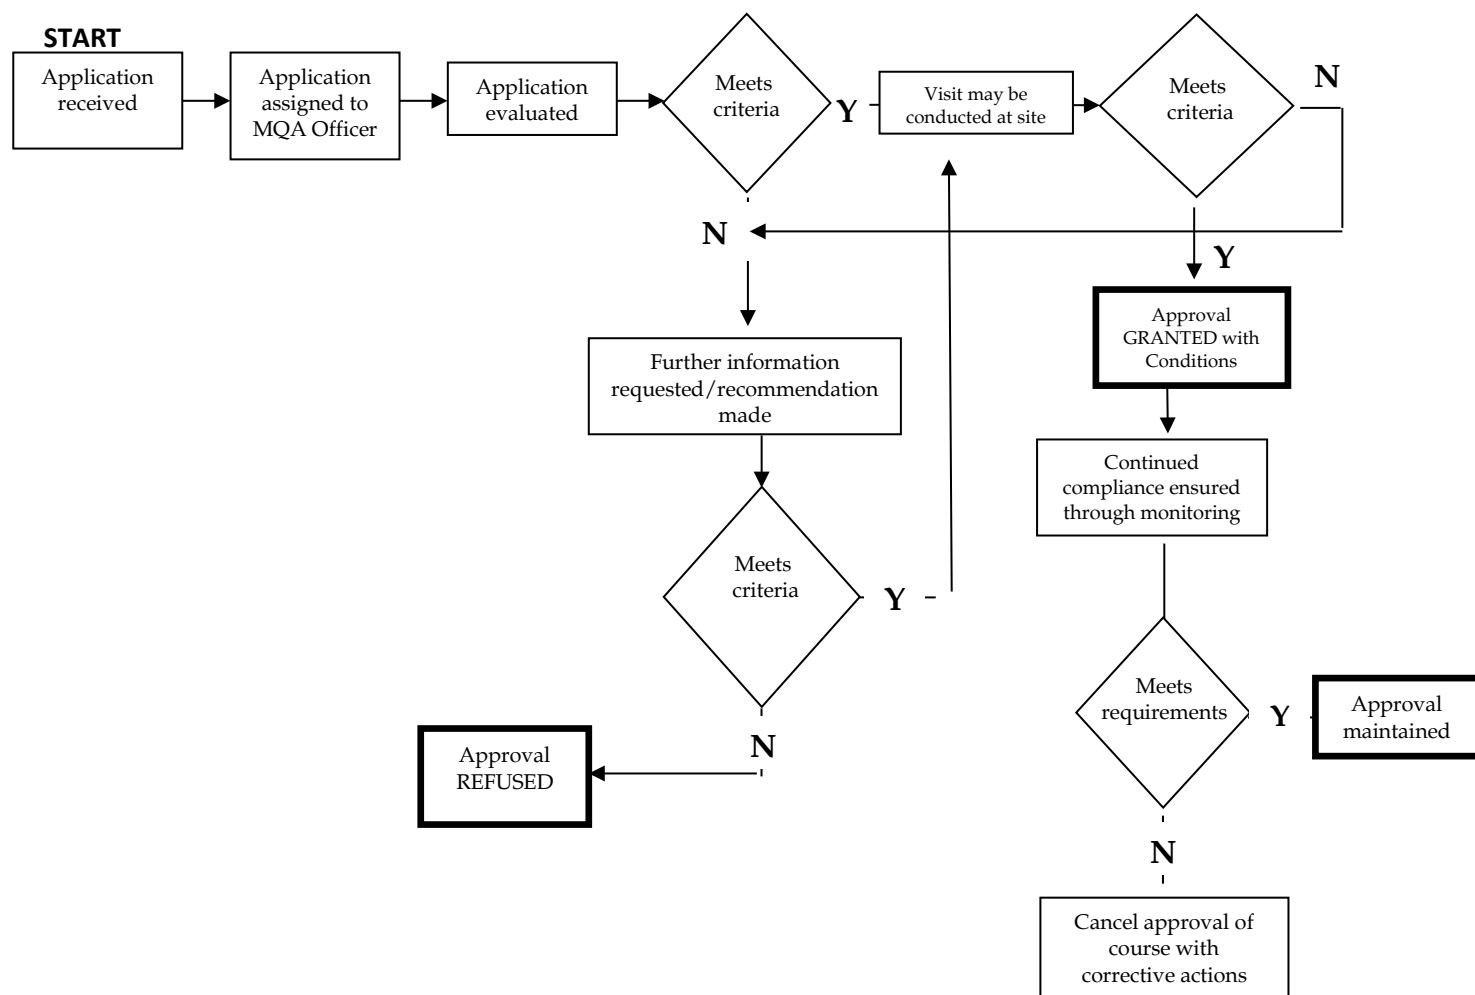 START
Application
received
Application
assigned to
MQA Officer
Application
evaluated
Meets
criteria
Y
Visit may be
conducted at site
Meets
criteria
N
N
Y
Further information
requested/recommendation
made
Approval
GRANTED with
Conditions
Continued
compliance ensured
through monitoring
Meets
criteria
Y
N
Approval
REFUSED
Meets
requirements
Y
Approval
maintained
N
Cancel approval of
course with
corrective actions